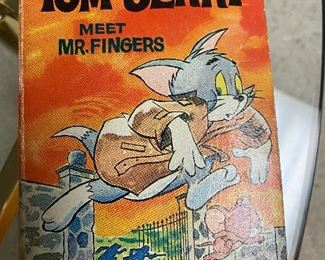 TOM & JERRY
MEET
MR. FINGERS